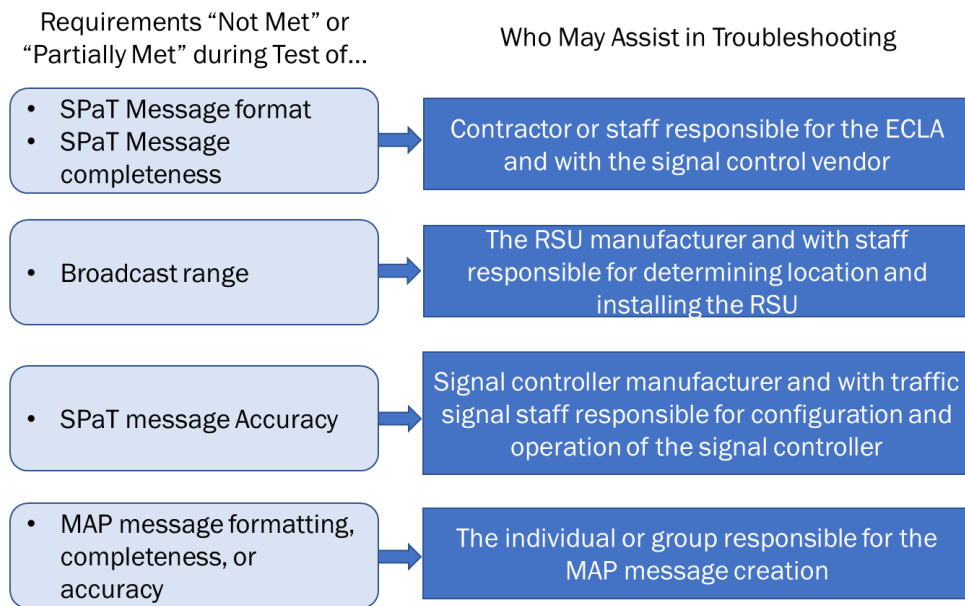 Requirements “Not Met” or
“Partially Met” during Test of…
Who May Assist in Troubleshooting
• SPaT Message format
• SPaT Message
completeness
Contractor or staff responsible for the ECLA
and with the signal control vendor
• Broadcast range
The RSU manufacturer and with staff
responsible for determining location and
installing the RSU
• SPaT message Accuracy
Signal controller manufacturer and with traffic
signal staff responsible for configuration and
operation of the signal controller
• MAP message formatting,
completeness, or
accuracy
The individual or group responsible for the
MAP message creation